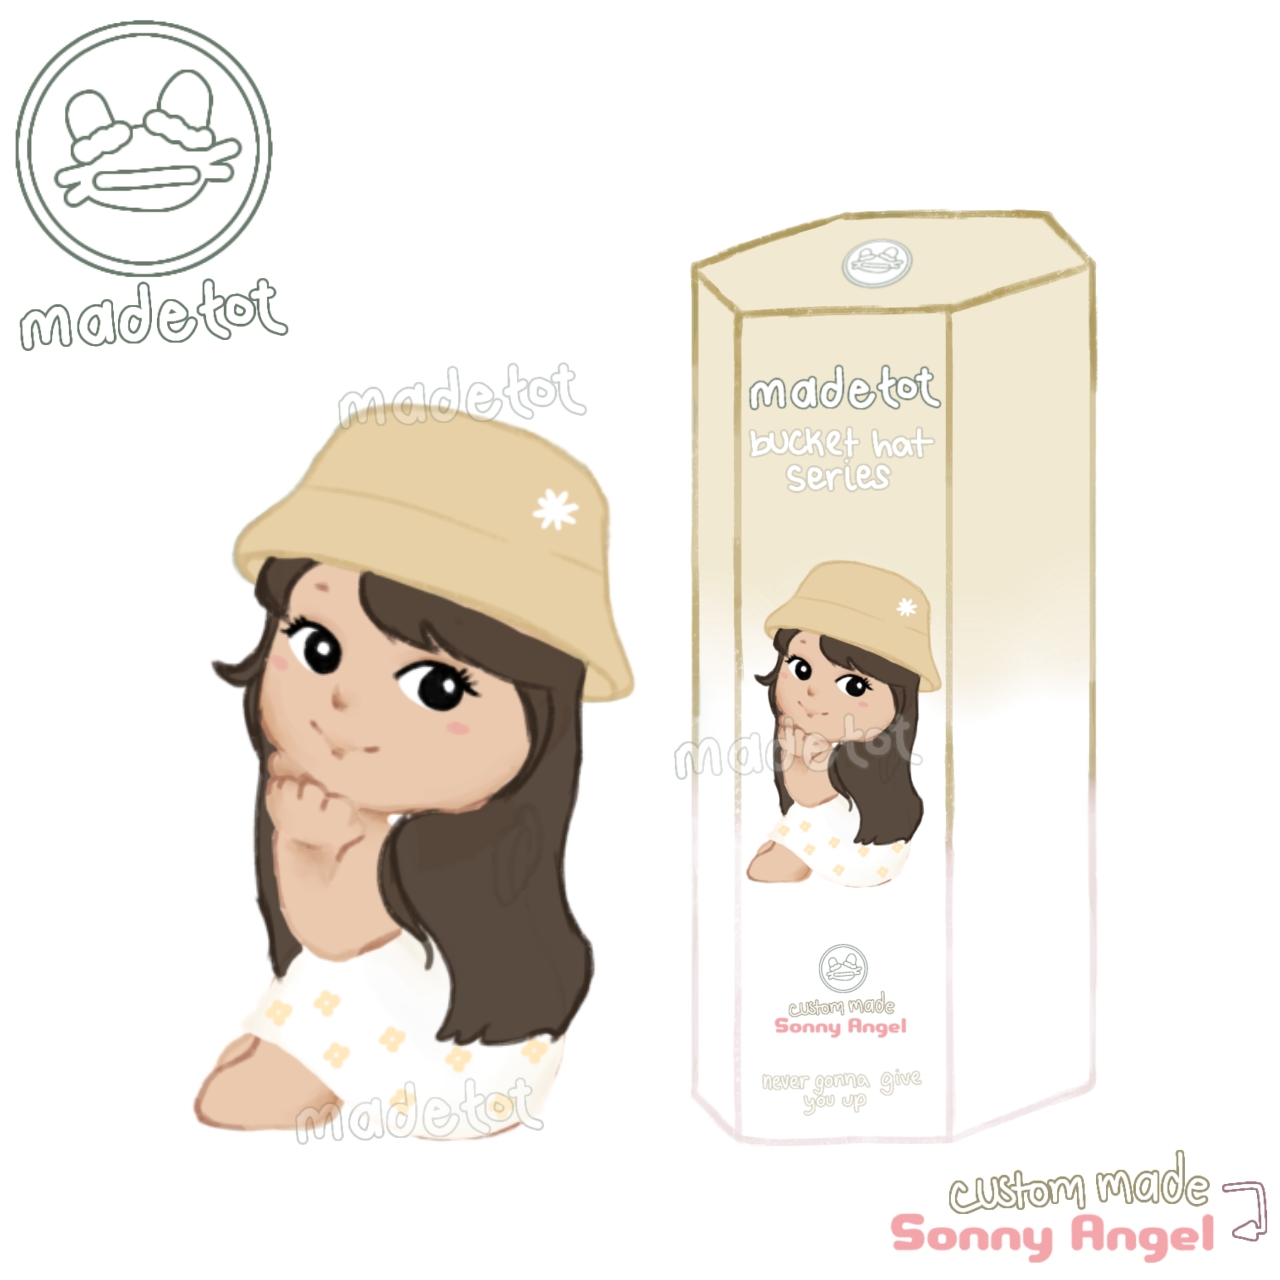 madetot
madetot
madetot
bucket hat
series
madetot
custom made
Sonny Angel
never gonna give
you up
madetot
custom made
Sonny Angel